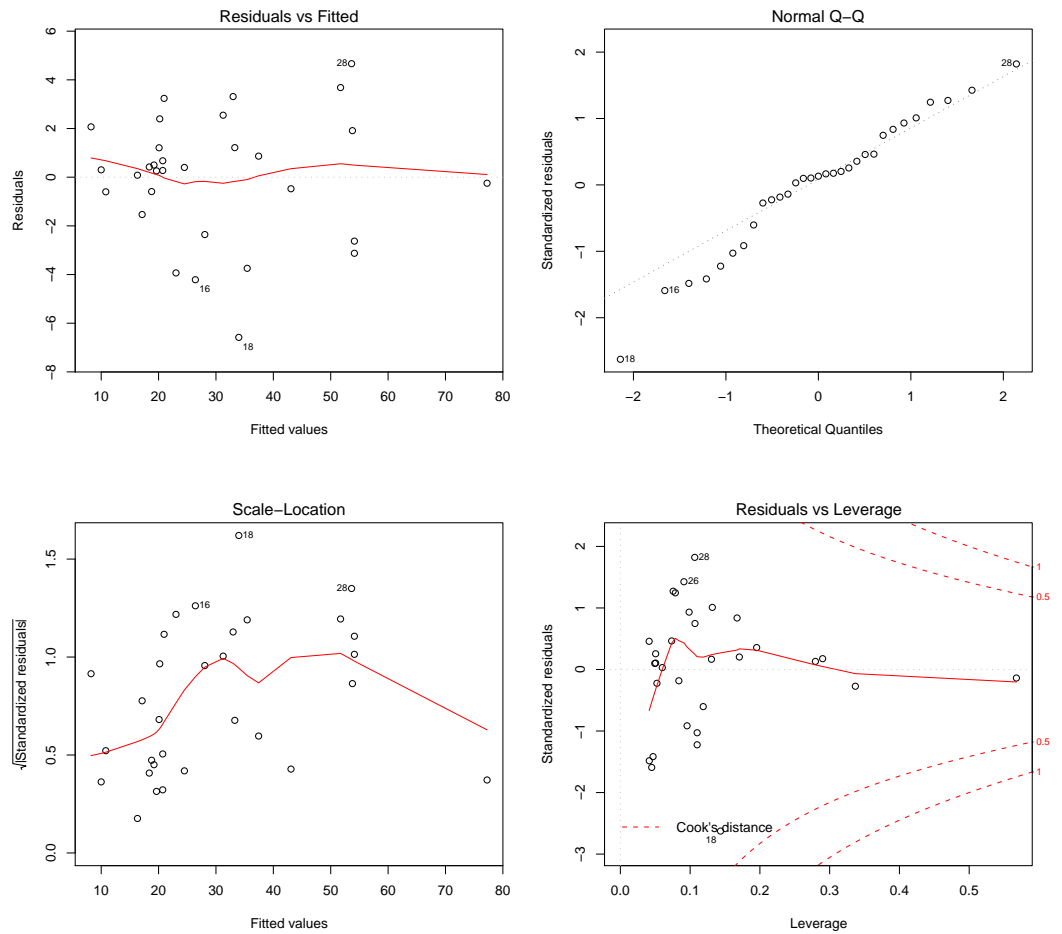 Residuals vs Fitted
Residuals
6
4
2
0
−2
−4
−6
−8
28
16
18
10 20 30 40 50 60 70 80
Fitted values
Normal Q−Q
Standardized residuals
2
1
0
−1
−2
28
16
18
−2 −1 0 1 2
Theoretical Quantiles
Scale−Location
√|Standardized residuals|
1.5
1.0
0.5
0.0
18
28
16
10 20 30 40 50 60 70 80
Fitted values
Residuals vs Leverage
Standardized residuals
2
1
0
−1
−2
−3
28
26
1
0.5
0.5
1
Cook's distance
18
0.0 0.1 0.2 0.3 0.4 0.5
Leverage